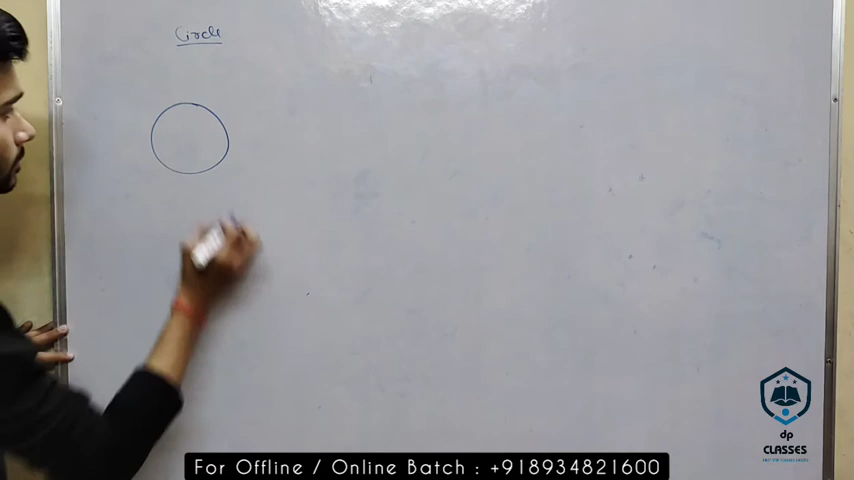 Circle
dp
CLASSES
For Offline / Online Batch : +918934821600